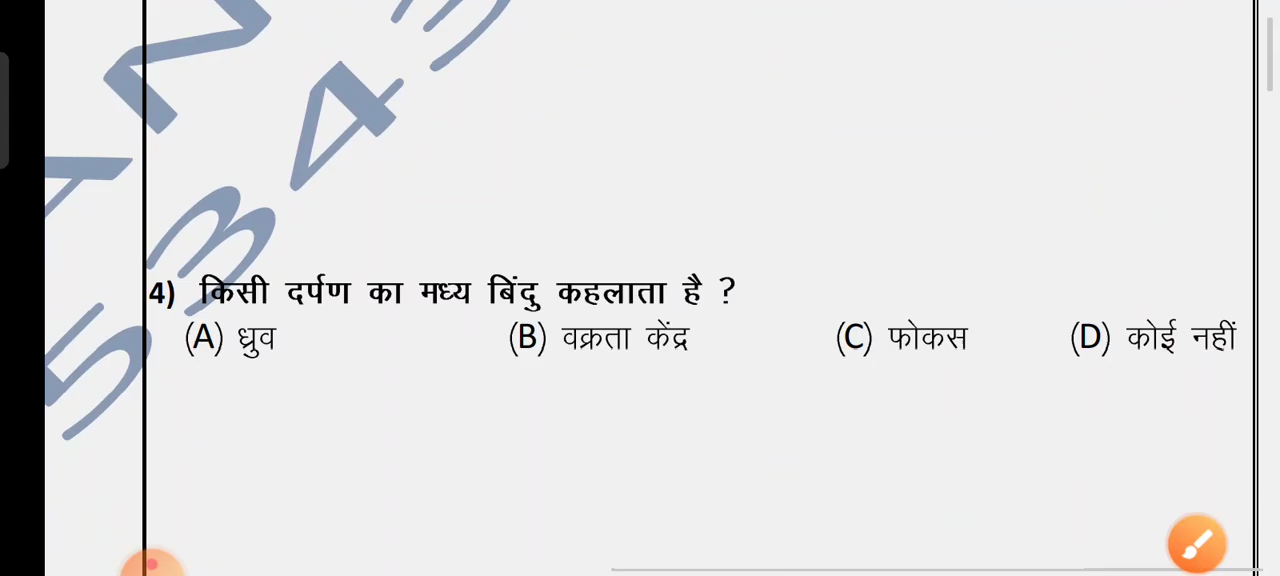 4) किसी दर्पण का मध्य बिंदु कहलाता है ?
(A) ध्रुव (B) वक्रता केंद्र (C) फोकस (D) कोई नहीं